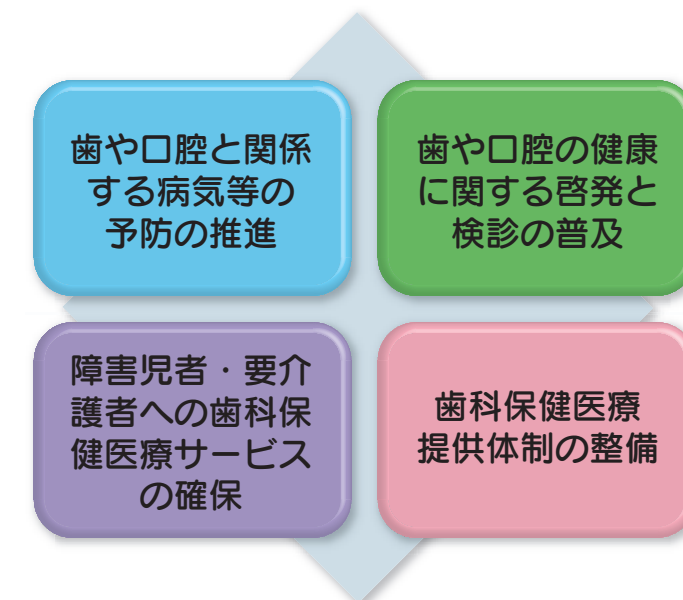 歯や口腔と関係
する病気等の
予防の推進
歯や口腔の健康
に関する啓発と
検診の普及
障害児者・要介
護者への歯科保
健医療サービス
の確保
歯科保健医療
提供体制の整備